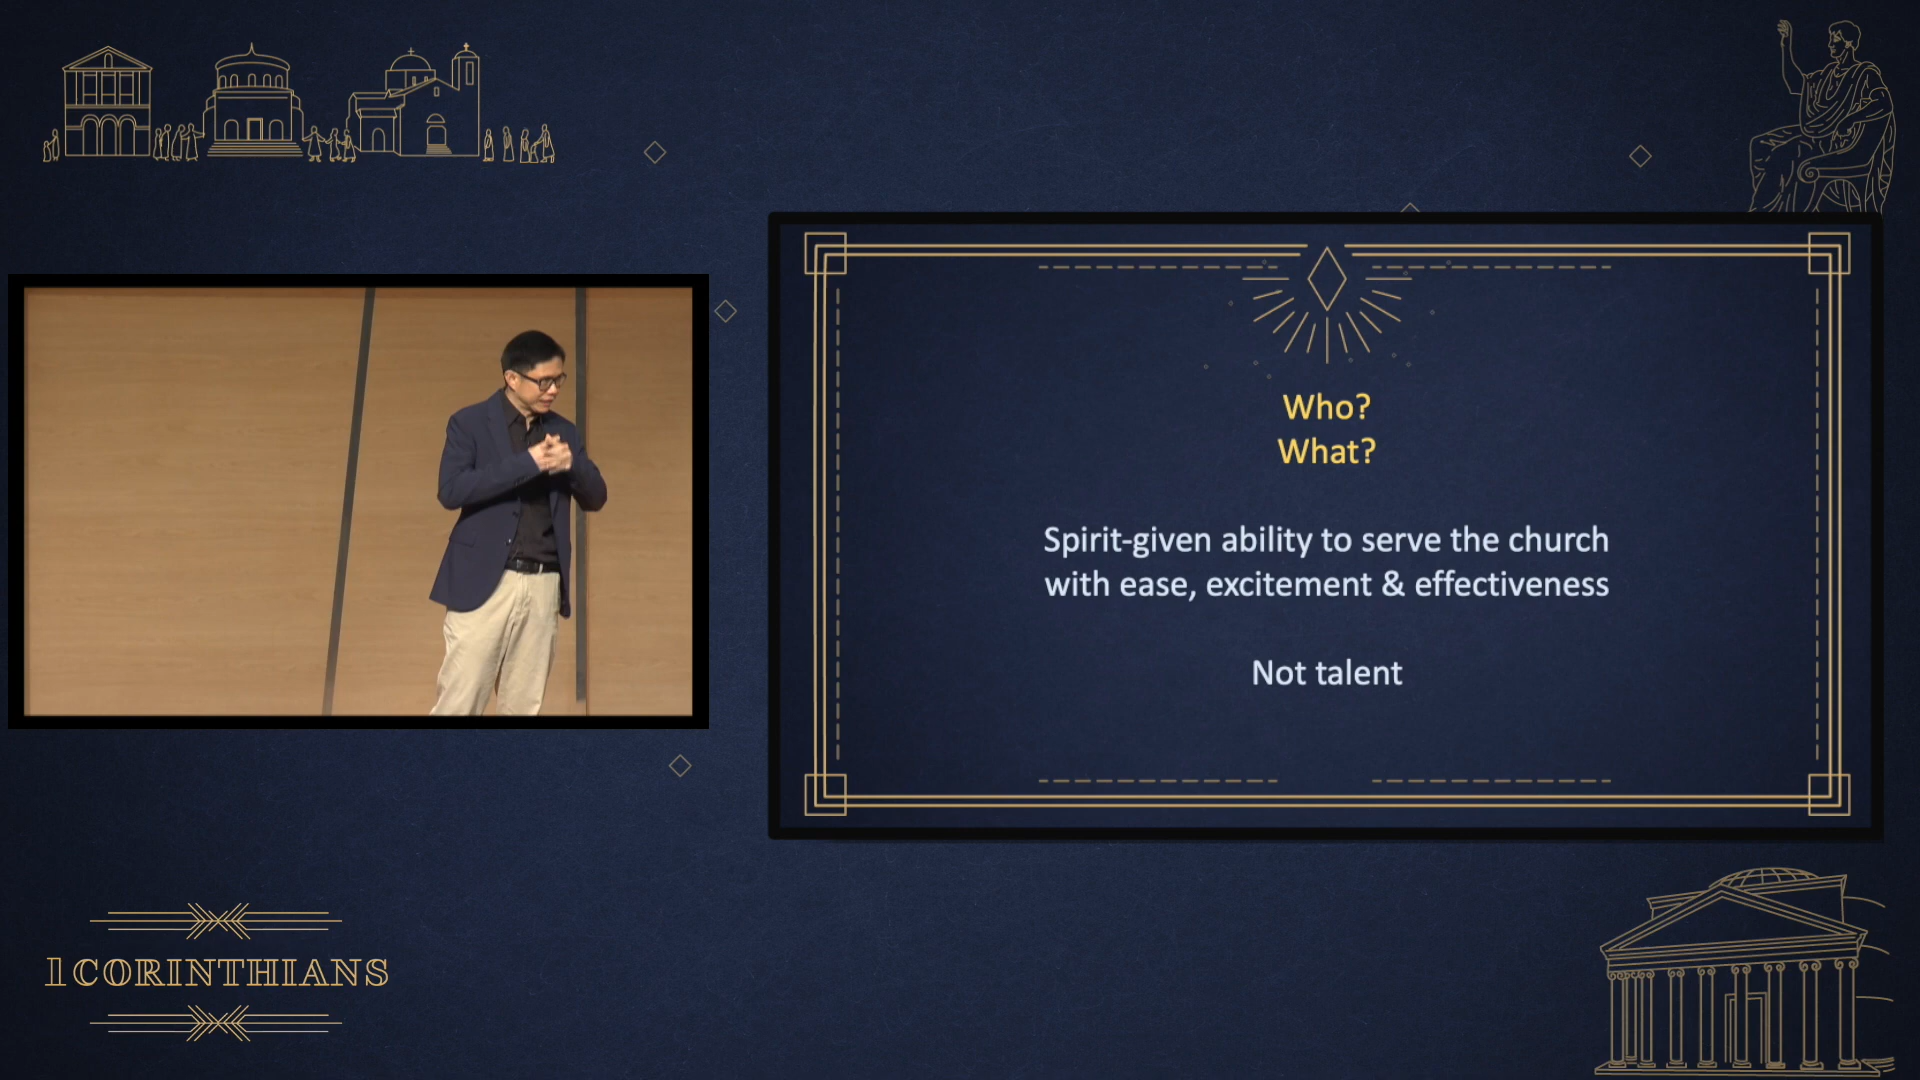 Who?
What?
Spirit-given ability to serve the church
with ease, excitement & effectiveness
Not talent
1 CORINTHIANS